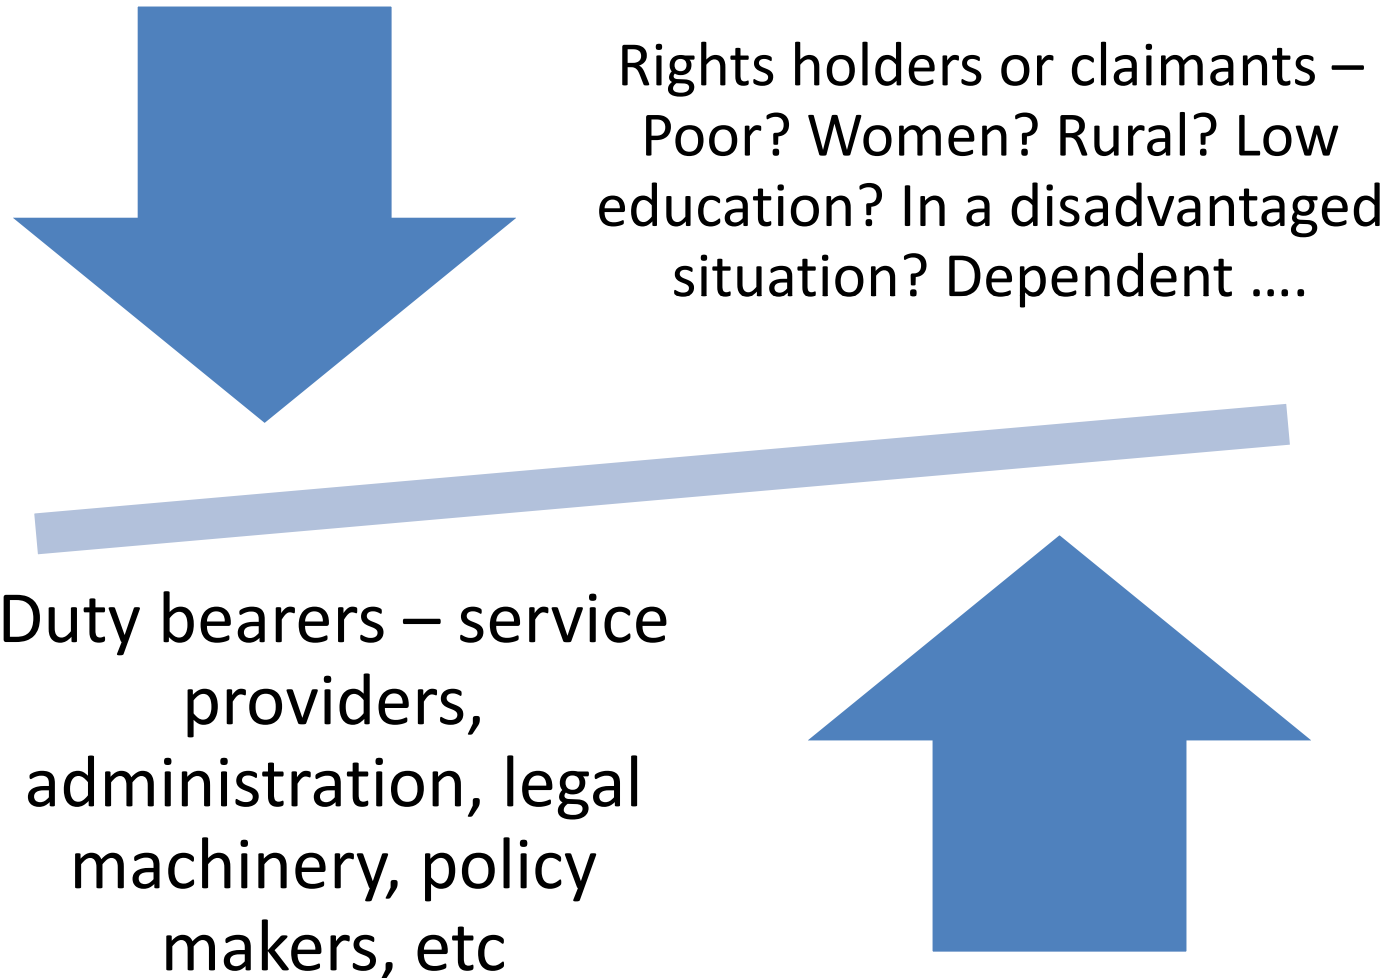 Rights holders or claimants –
Poor? Women? Rural? Low
education? In a disadvantaged
situation? Dependent ....
Duty bearers – service
providers,
administration, legal
machinery, policy
makers, etc